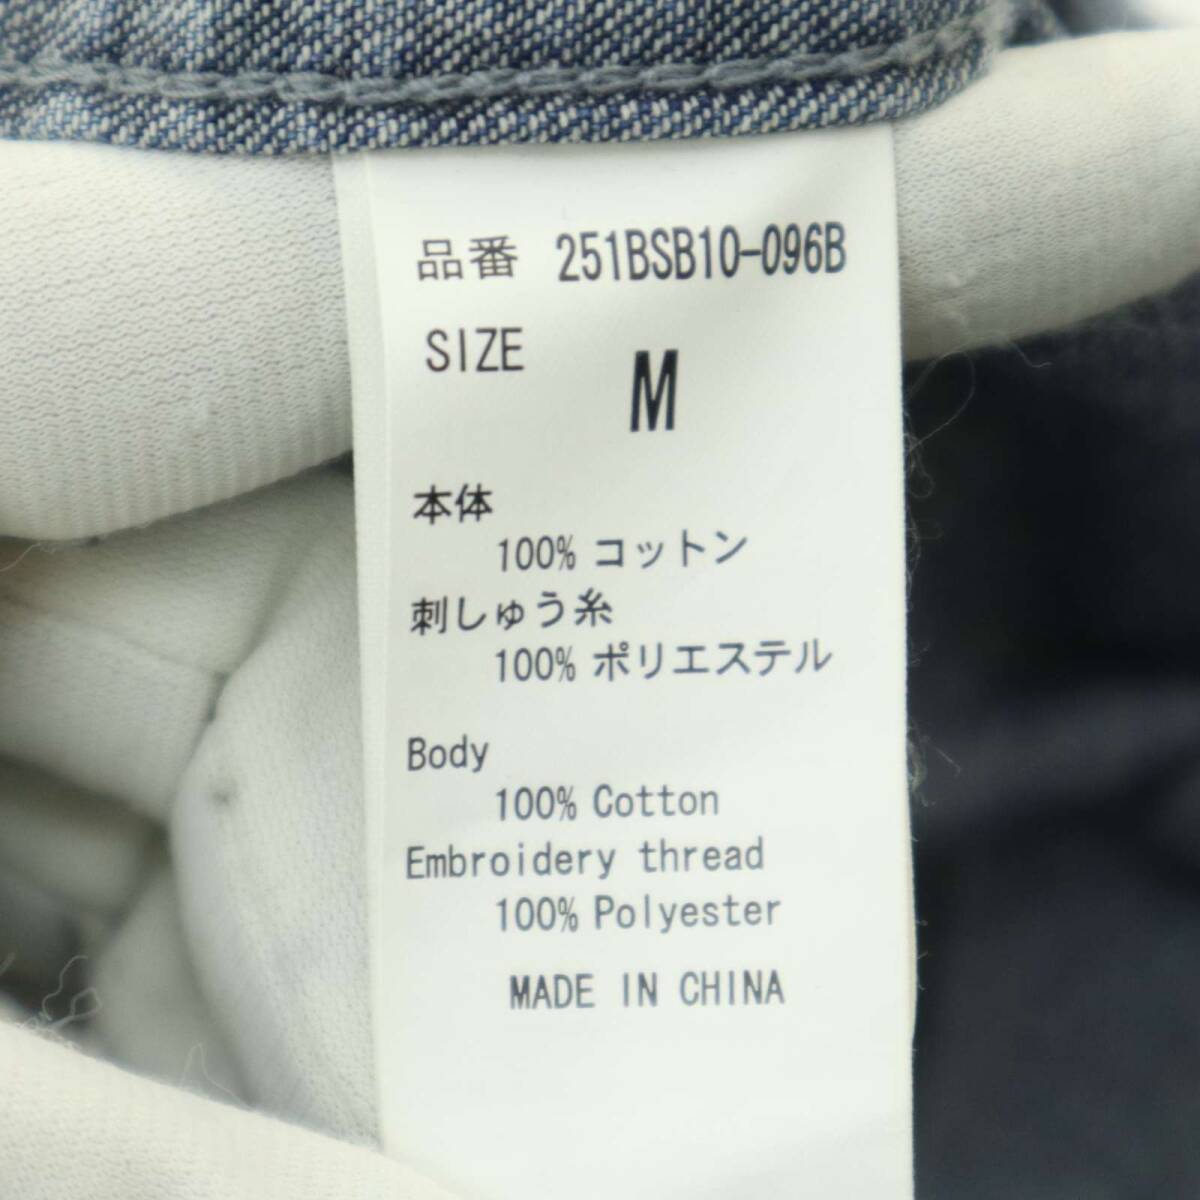 品番 251BSB10-096B
SIZE
M
本体
100% コットン
刺しゅう糸
100% ポリエステル
Body
100% Cotton
Embroidery thread
100% Polyester
MADE IN CHINA